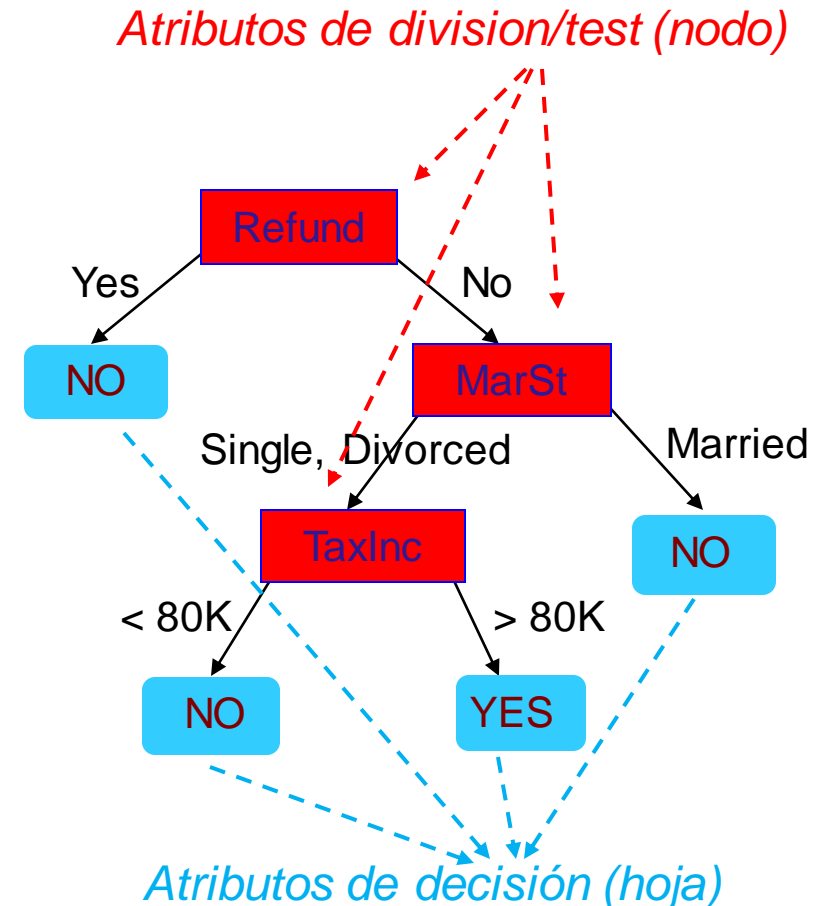 Atributos de division/test (nodo)
Refund
Yes
No
NO
MarSt
Single, Divorced
Married
TaxInc
NO
< 80K
> 80K
NO
YES
Atributos de decisión (hoja)